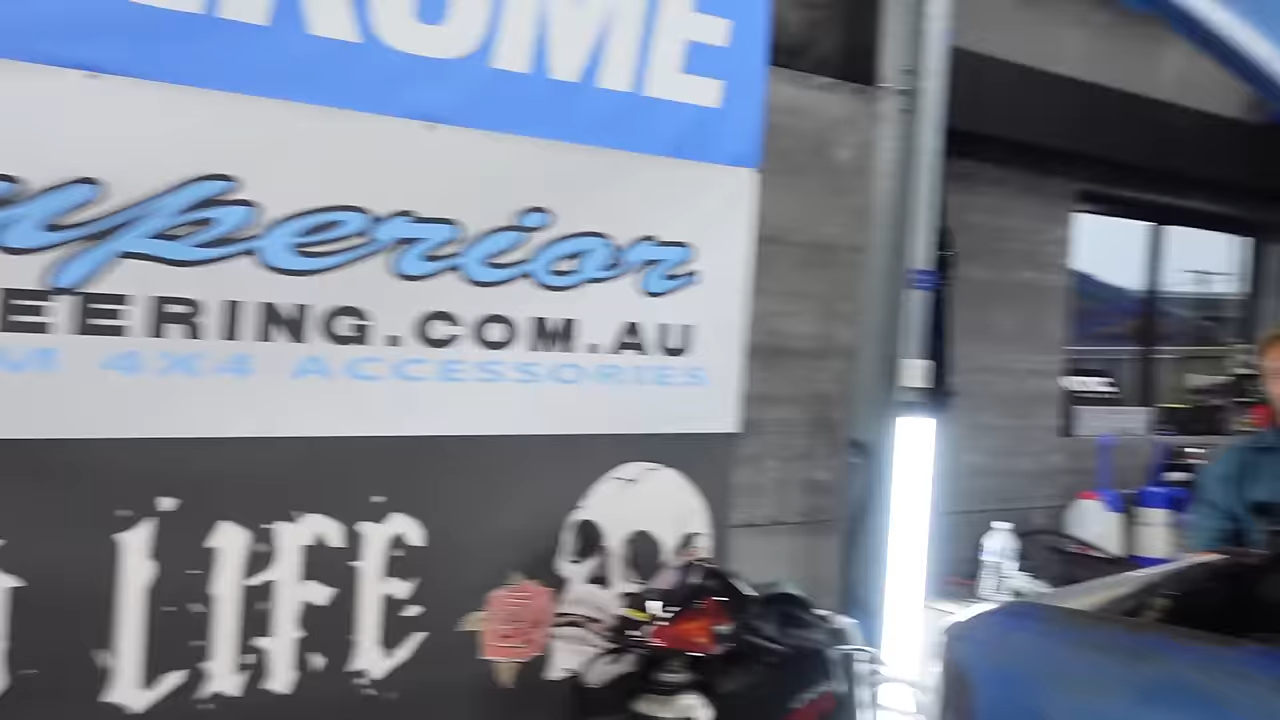 ROME
uperior
EERING.COM.AU
4X4 ACCESSORIES
LIFE